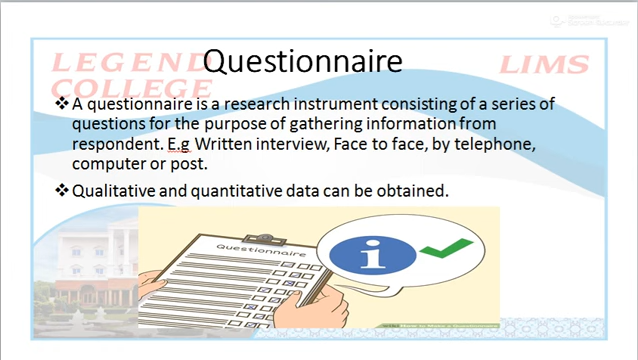 LEGEND
COLLEGE
Questionnaire
LIMS
❖A questionnaire is a research instrument consisting of a series of
questions for the purpose of gathering information from
respondent. E.g Written interview, Face to face, by telephone,
computer or post.
❖Qualitative and quantitative data can be obtained.
Questionnaire
i